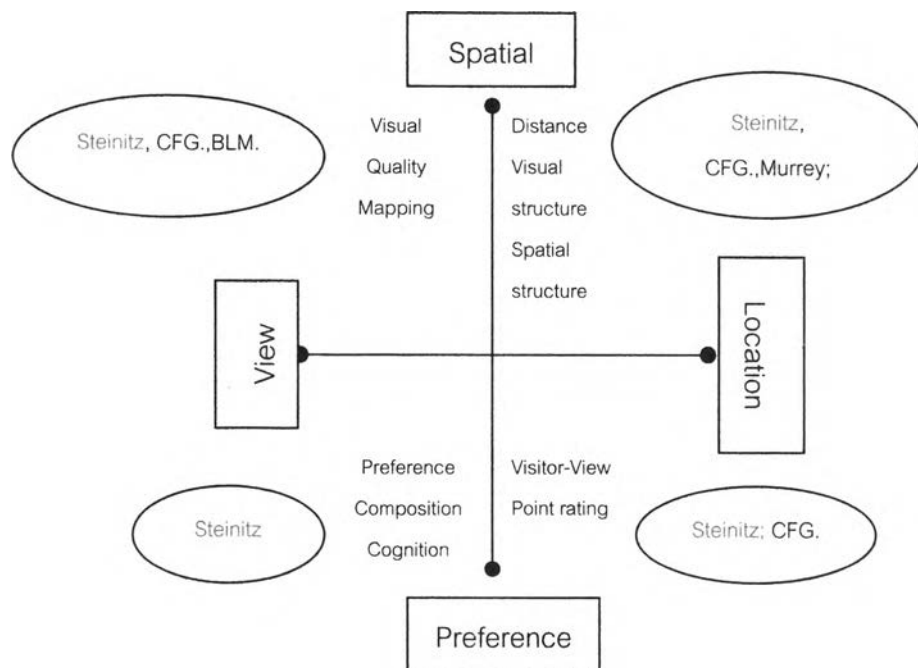 Spatial
Steinitz, CFG.,BLM.
Visual
Quality
Mapping
Distance
Visual
structure
Spatial
structure
Steinitz,
CFG.,Murrey;
View
Location
Preference
Composition
Cognition
Visitor-View
Point rating
Steinitz
Steinitz; CFG.
Preference